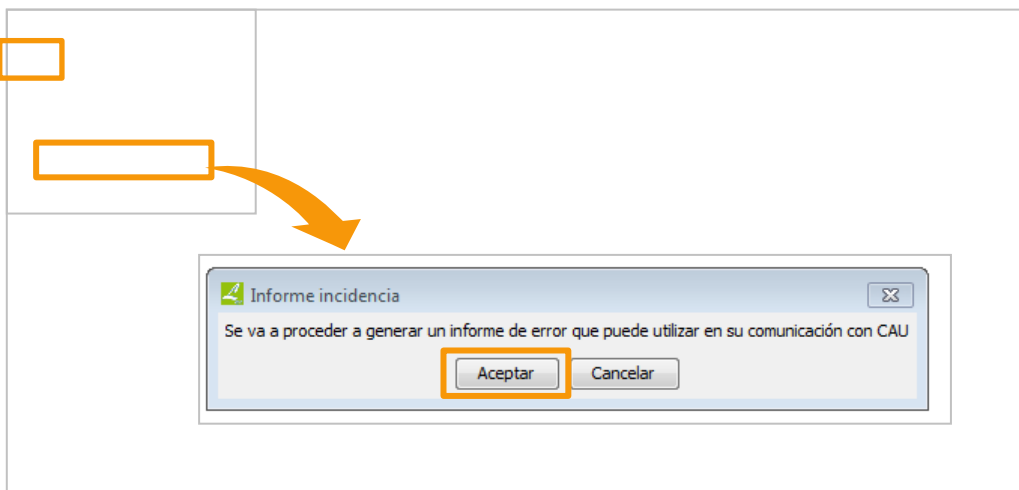 Informe incidencia
Se va a proceder a generar un informe de error que puede utilizar en su comunicación con CAU
Aceptar Cancelar